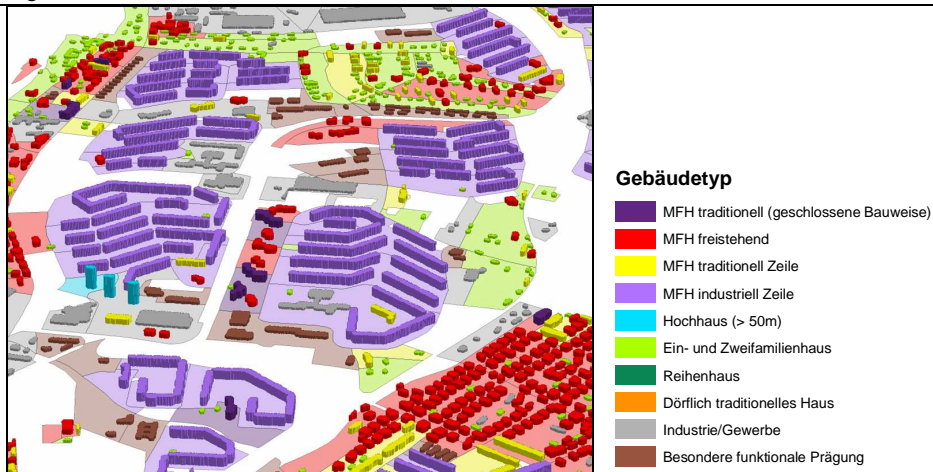 Gebäudetyp
MFH traditionell (geschlossene Bauweise)
MFH freistehend
MFH traditionell Zeile
MFH industriell Zeile
Hochhaus (> 50m)
Ein- und Zweifamilienhaus
Reihenhaus
Dörflich traditionelles Haus
Industrie/Gewerbe
Besondere funktionale Prägung